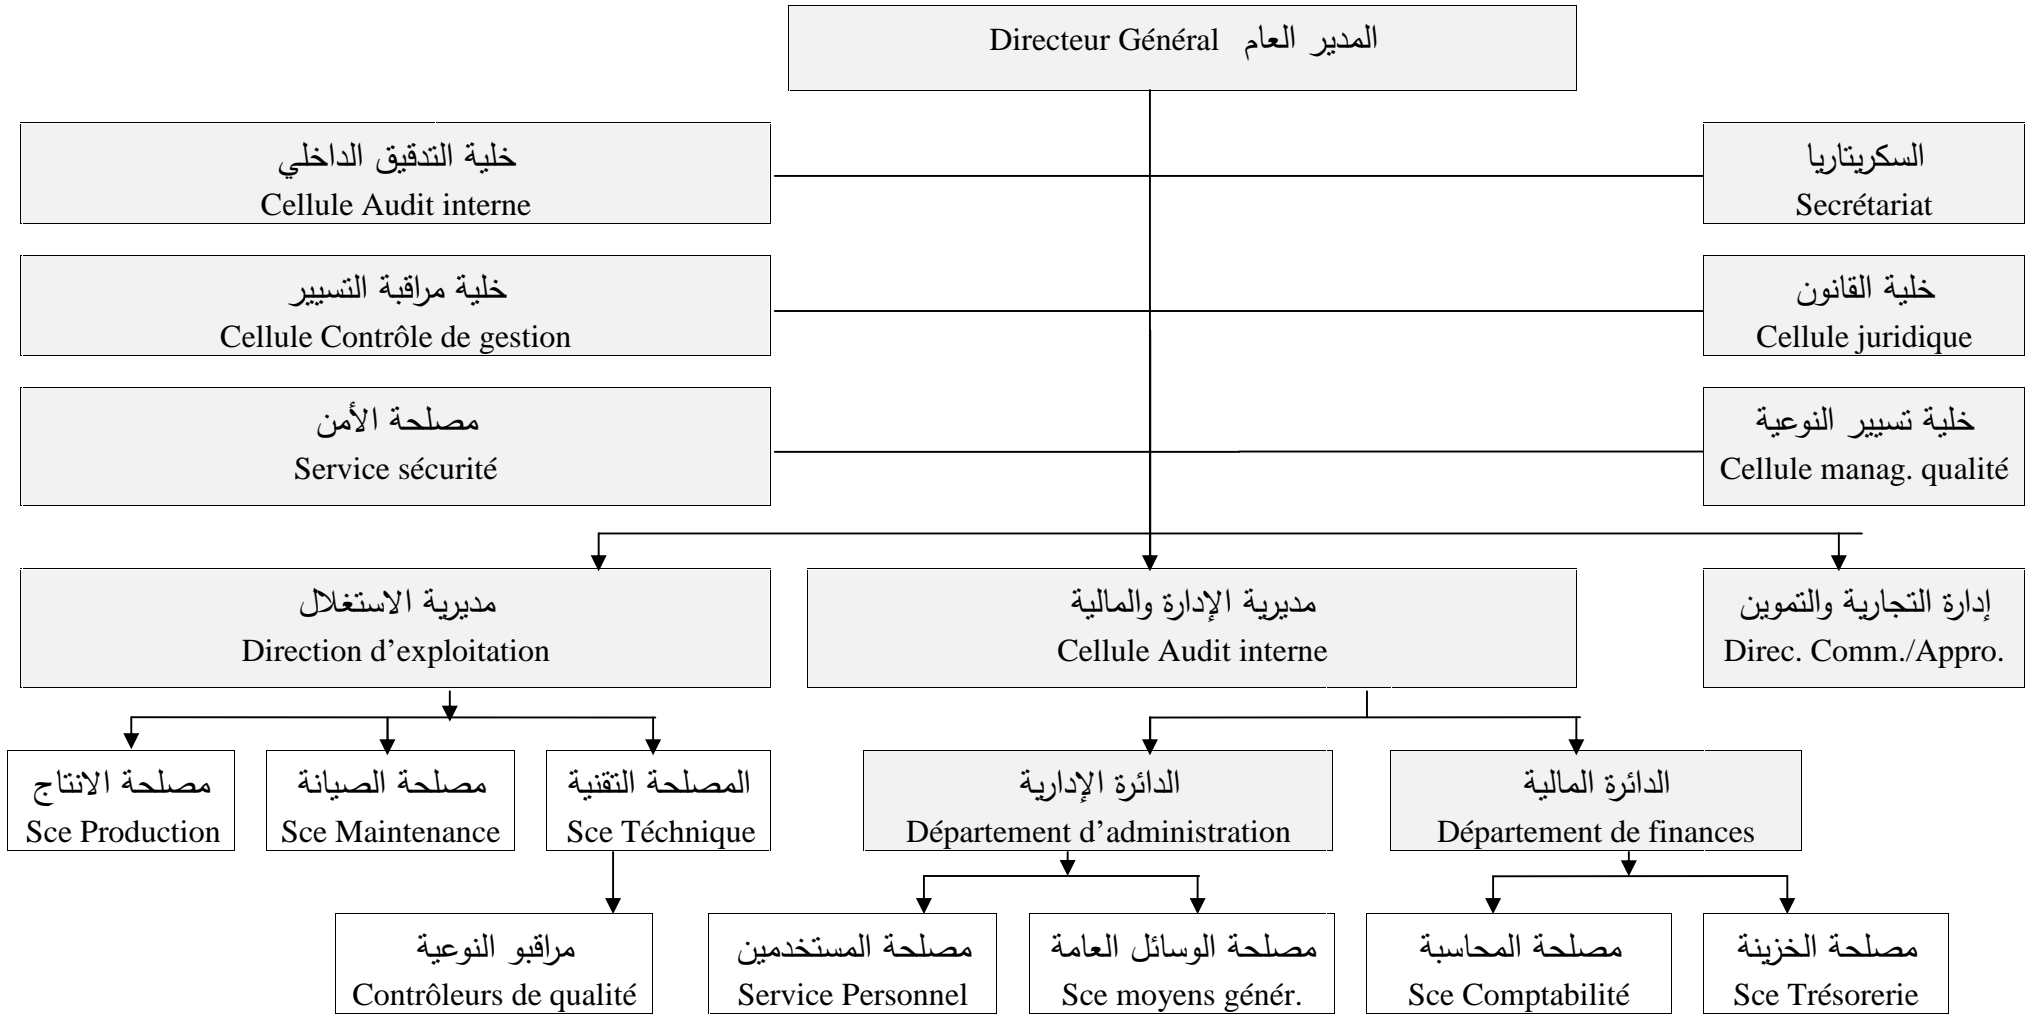 المدير العام Directeur Général
خلية التدقيق الداخلي
Cellule Audit interne
السكريتاريا
Secrétariat
خلية مراقبة التسيير
Cellule Contrôle de gestion
خلية القانون
Cellule juridique
مصلحة الأمن
Service sécurité
خلية تسيير النوعية
Cellule manag. qualité
مديرية الاستغلال
Direction d’exploitation
مديرية الإدارة والمالية
Cellule Audit interne
إدارة التجارية والتموين
Direc. Comm./Appro.
مصلحة الانتاج
Sce Production
مصلحة الصيانة
Sce Maintenance
المصلحة التقنية
Sce Téchnique
الدائرة الإدارية
Département d’administration
الدائرة المالية
Département de finances
مراقبو النوعية
Contrôleurs de qualité
مصلحة المستخدمين
Service Personnel
مصلحة الوسائل العامة
Sce moyens génér.
مصلحة المحاسبة
Sce Comptabilité
مصلحة الخزينة
Sce Trésorerie